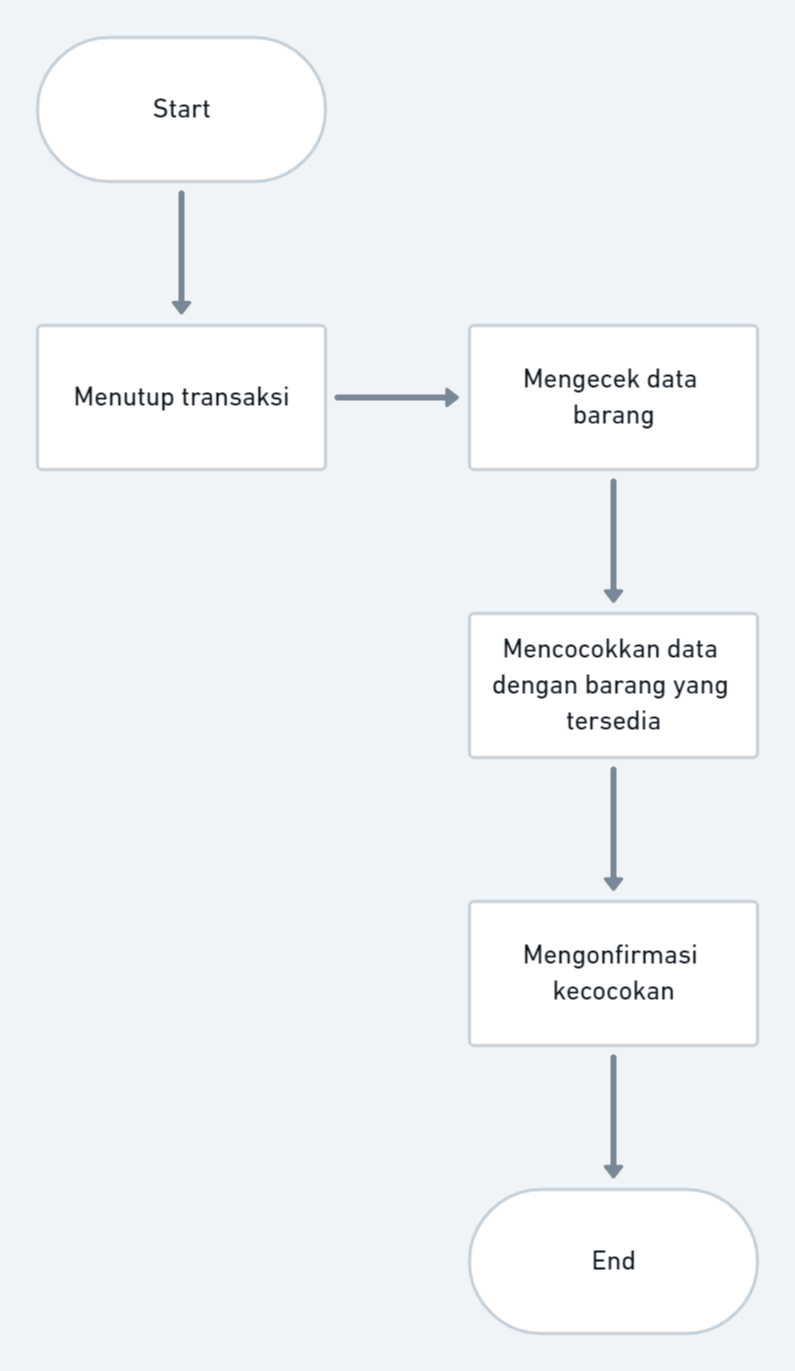 Start
Menutup transaksi
Mengecek data
barang
Mencocokkan data
dengan barang yang
tersedia
Mengonfirmasi
kecocokan
End